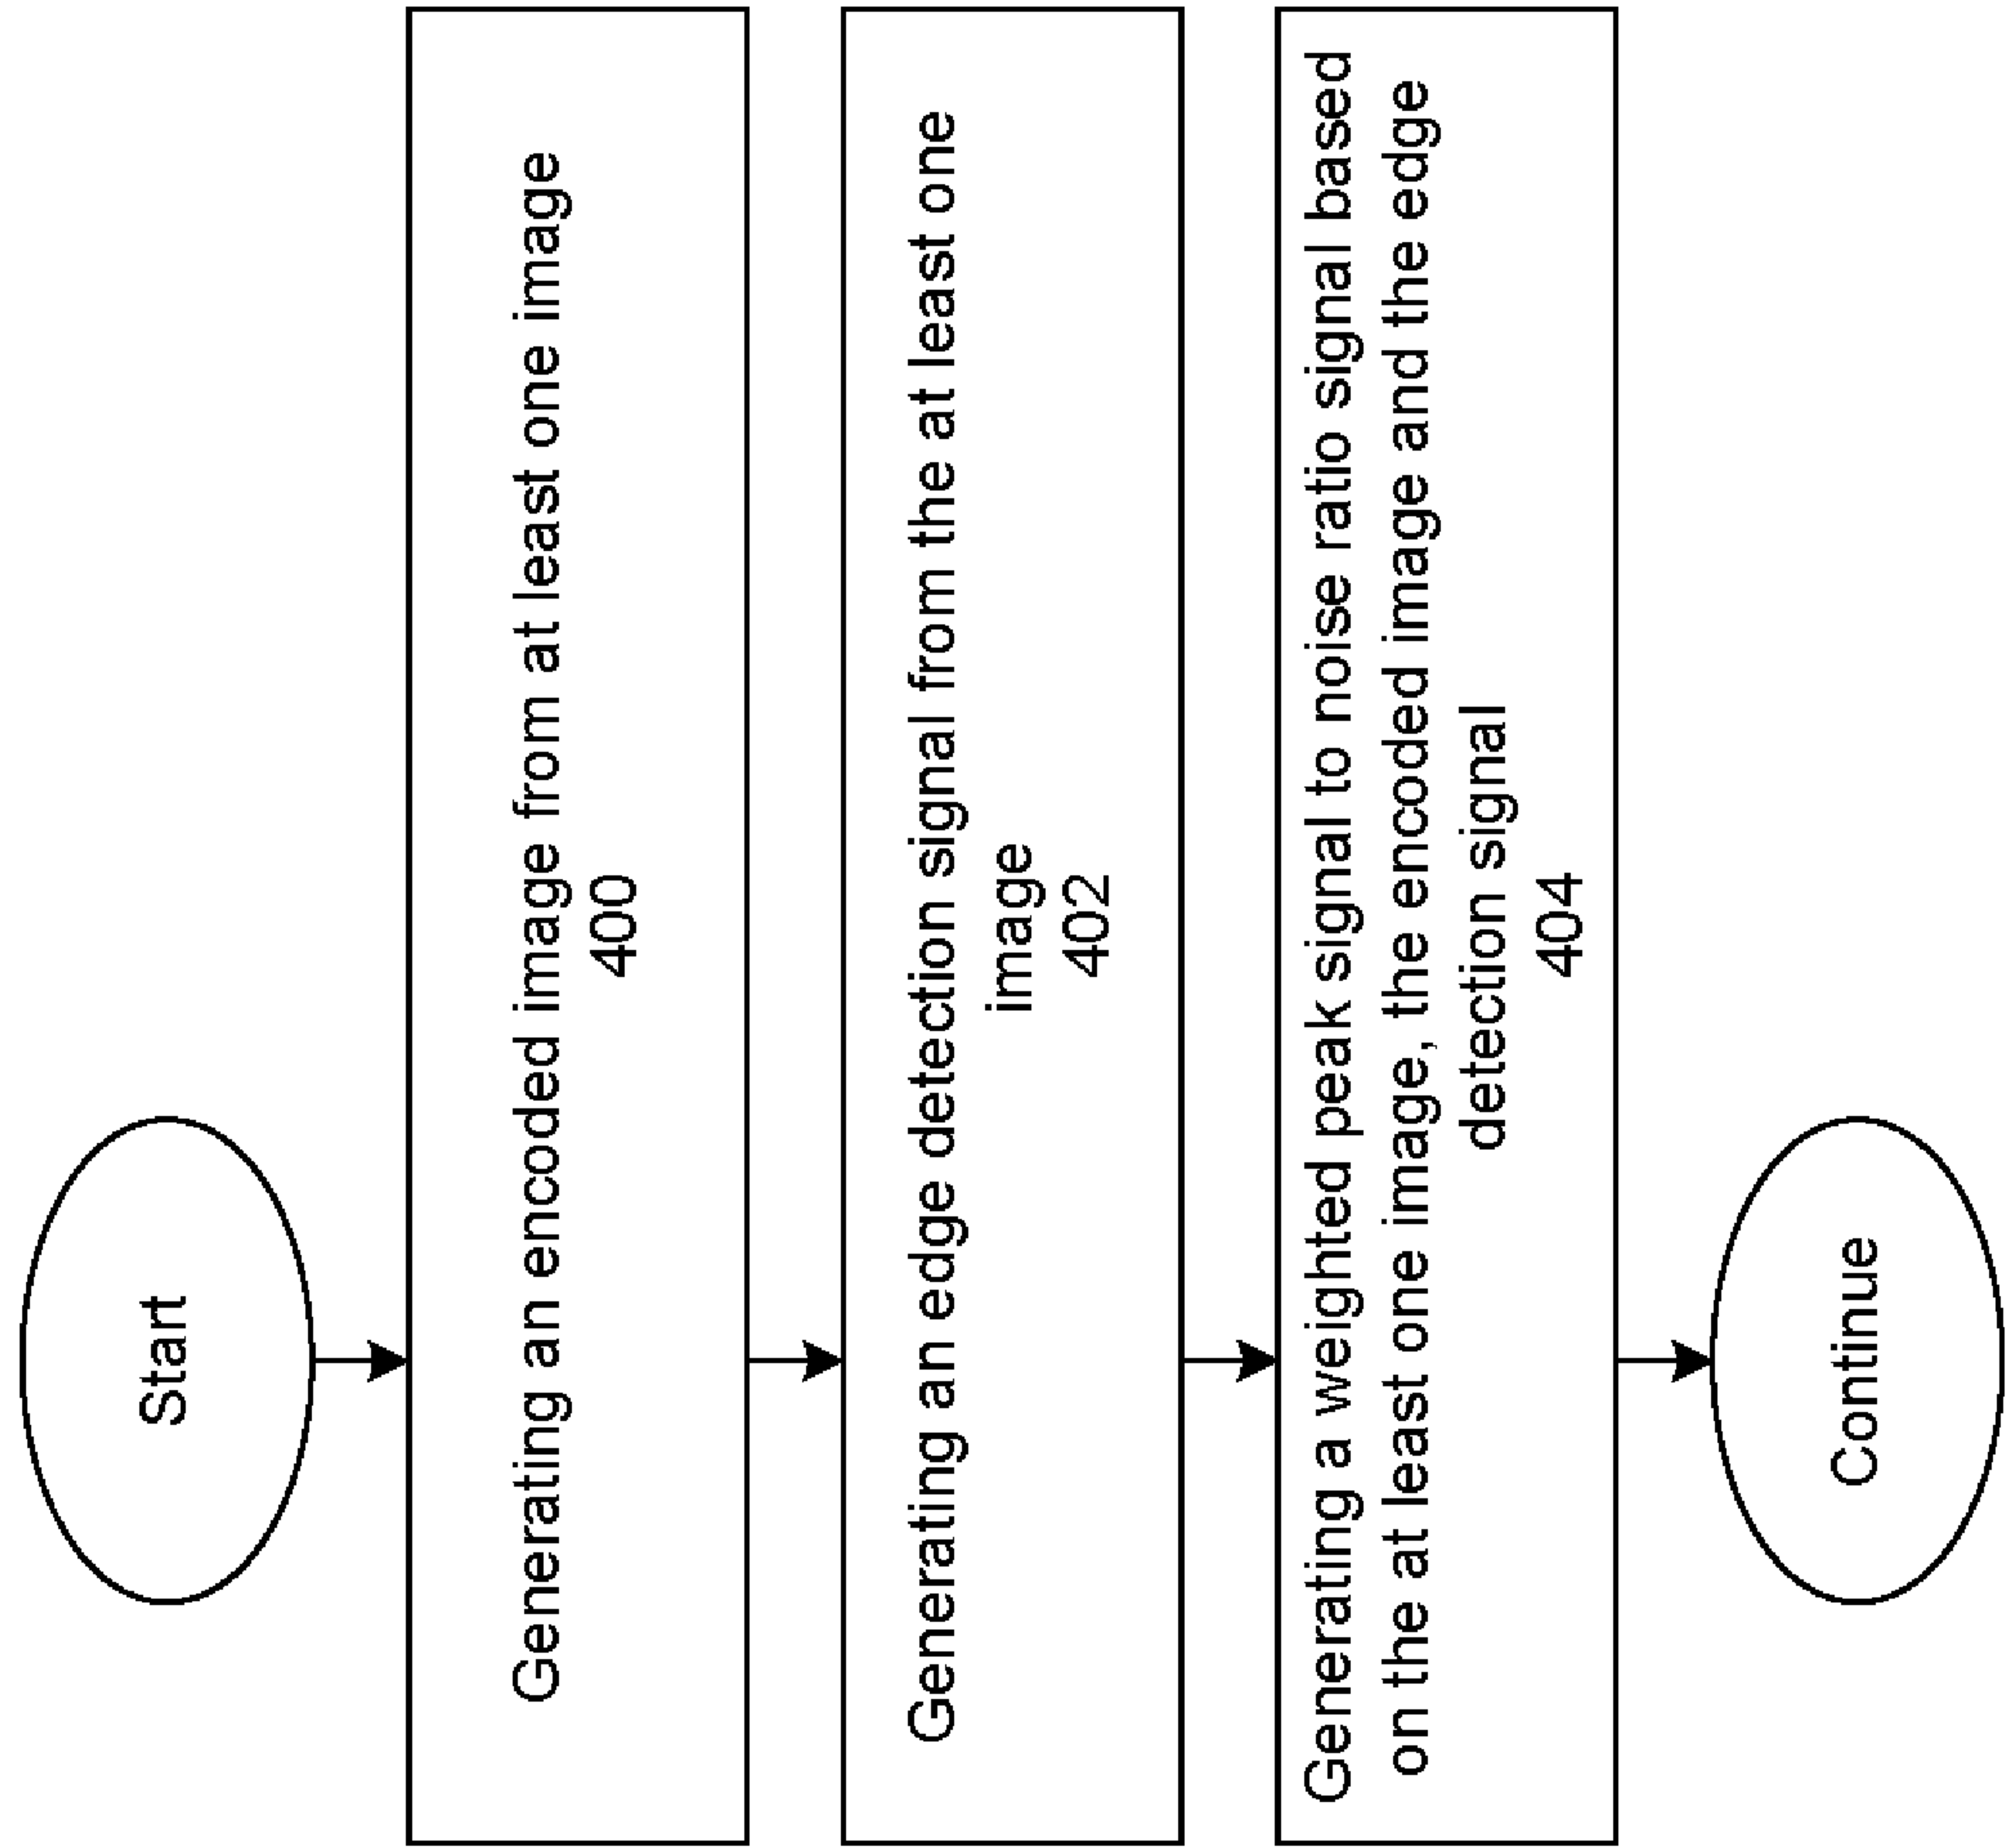 Start
Generating an encoded image from at least one image
400
Generating an edge detection signal from the at least one
image
402
Generating a weighted peak signal to noise ratio signal based
on the at least one image, the encoded image and the edge
detection signal
404
Continue